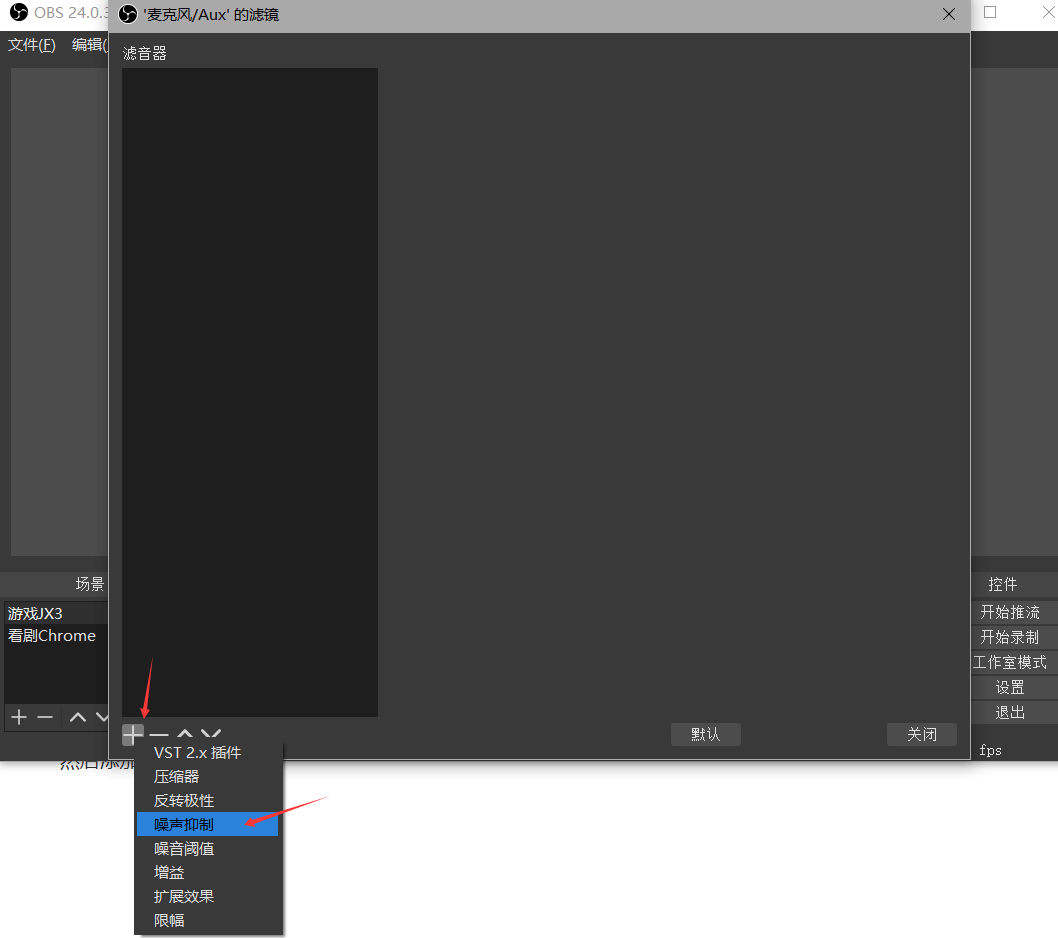 OBS 24.0.3
'麦克风/Aux' 的滤镜
文件(F) 编辑(
滤音器
场景
游戏JX3
看剧Chrome
控件
开始推流
开始录制
工作室模式
设置
退出
默认
关闭
fps
然后添加
VST 2.x 插件
压缩器
反转极性
噪声抑制
噪音阈值
增益
扩展效果
限幅